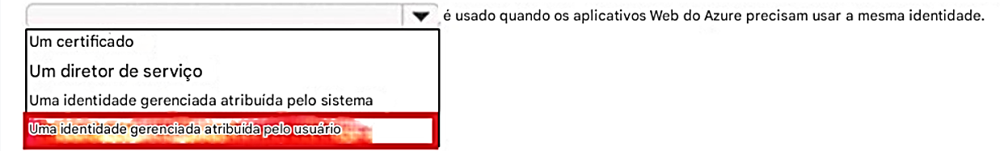 é usado quando os aplicativos Web do Azure precisam usar a mesma identidade.
Um certificado
Um diretor de serviço
Uma identidade gerenciada atribuída pelo sistema
Uma identidade gerenciada atribuída pelo usuário